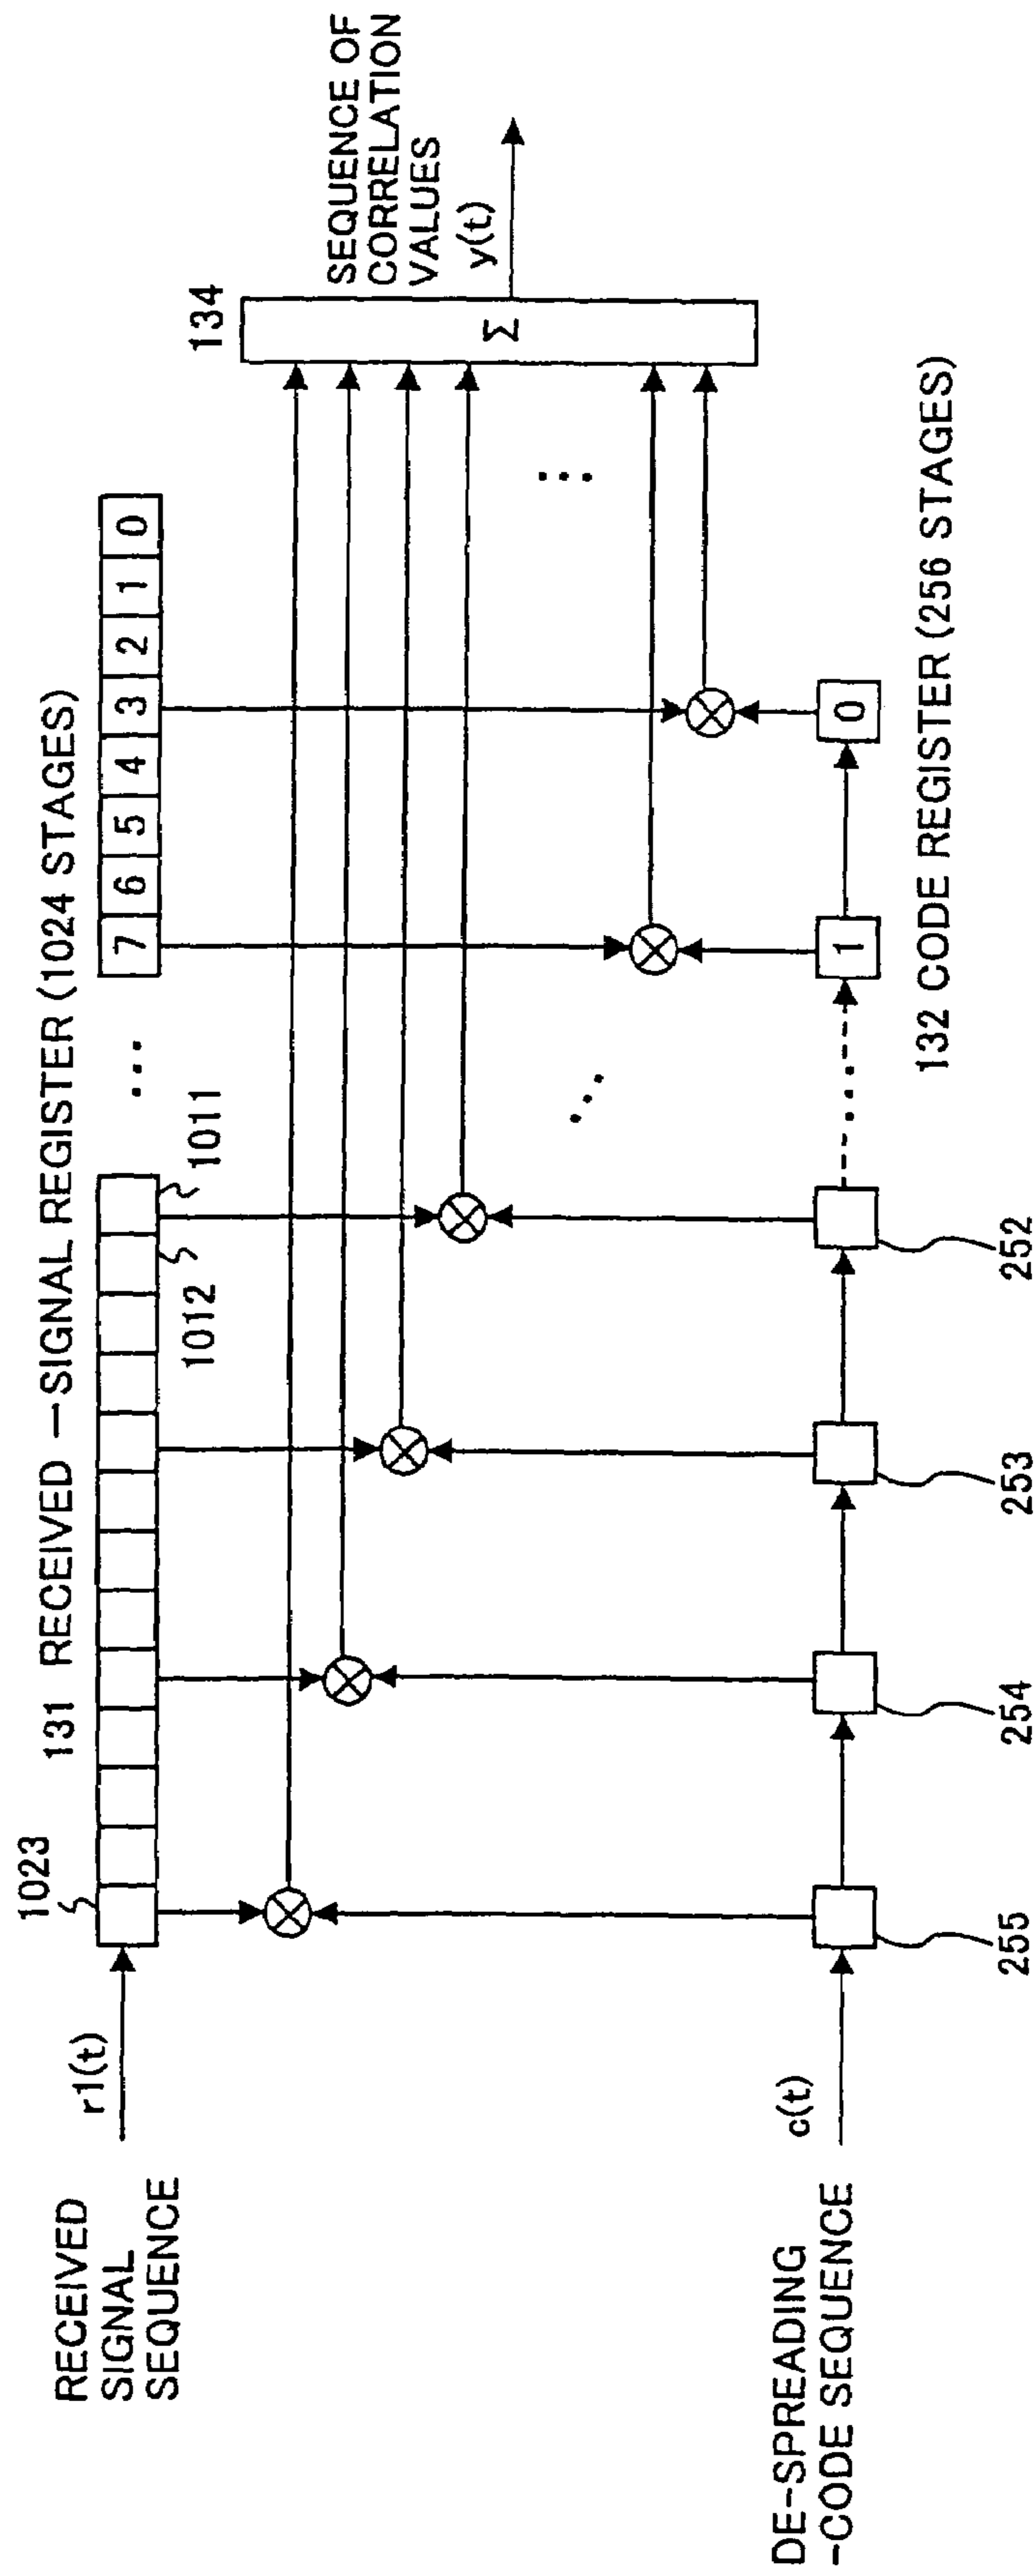 131 RECEIVED —SIGNAL REGISTER (1024 STAGES)
1023
RECEIVED
SIGNAL
SEQUENCE
r1(t)
1012
1011
...
7 6 5 4 3 2 1 0
134
Σ
SEQUENCE OF
CORRELATION
VALUES
y(t)
DE-SPREADING
-CODE SEQUENCE
c(t)
255
254
253
252
1
0
132 CODE REGISTER (256 STAGES)